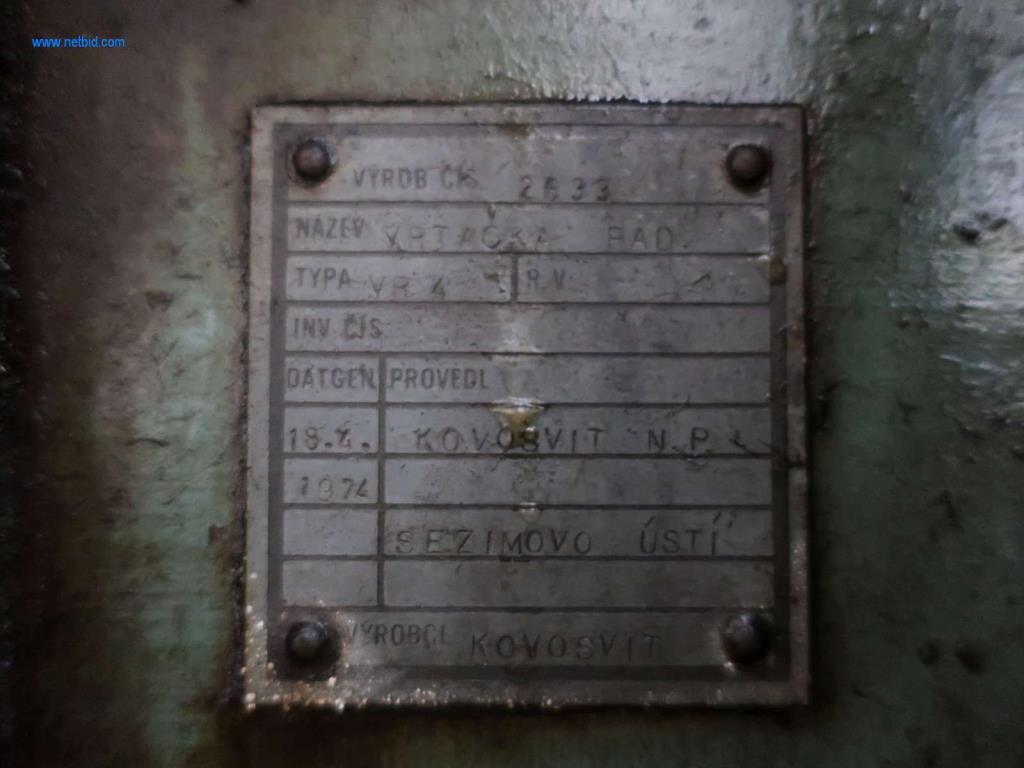 www.netbid.com
VÝROB ČÍS 2633
NÁZEV VRTAČKA RAD.
TYPA VR 4 R.V.
INV. ČÍS
DAT.GEN. PROVEDL
18.4. KOVOSVIT N.P.
1974
SEZIMOVO ÚSTÍ
VÝROBCE KOVOSVIT